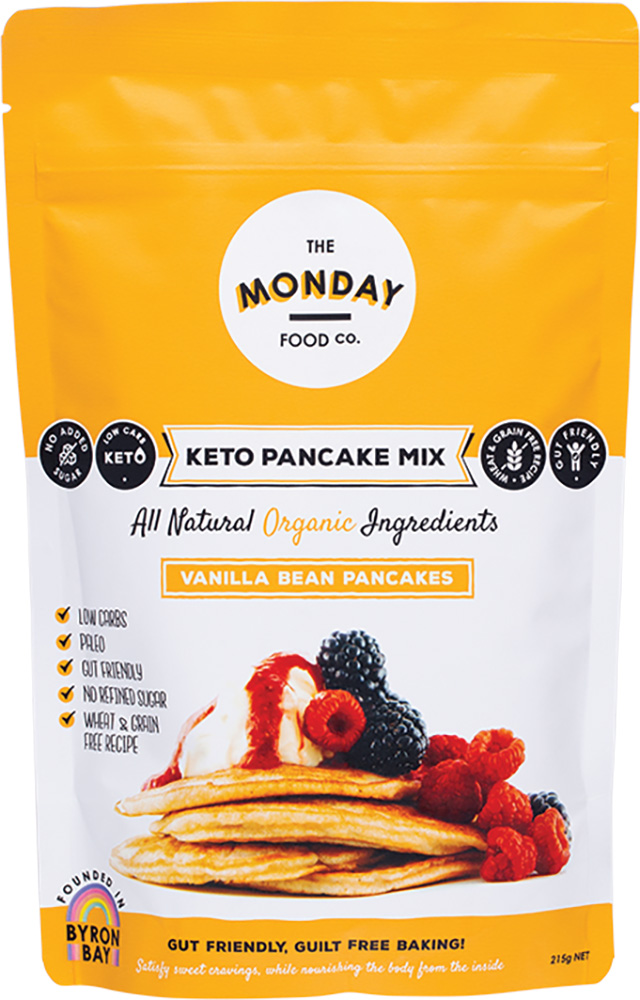 THE
MONDAY
FOOD CO.
NO ADDED
SUGAR
LOW CARB
KETO
KETO PANCAKE MIX
WHEAT & GRAIN FREE RECIPE
GUT FRIENDLY
All Natural Organic Ingredients
VANILLA BEAN PANCAKES
LOW CARBS
PALEO
GUT FRIENDLY
NO REFINED SUGAR
WHEAT & GRAIN
FREE RECIPE
FOUNDED IN
BYRON
BAY
GUT FRIENDLY, GUILT FREE BAKING!
Satisfy sweet cravings, while nourishing the body from the inside
215g NET